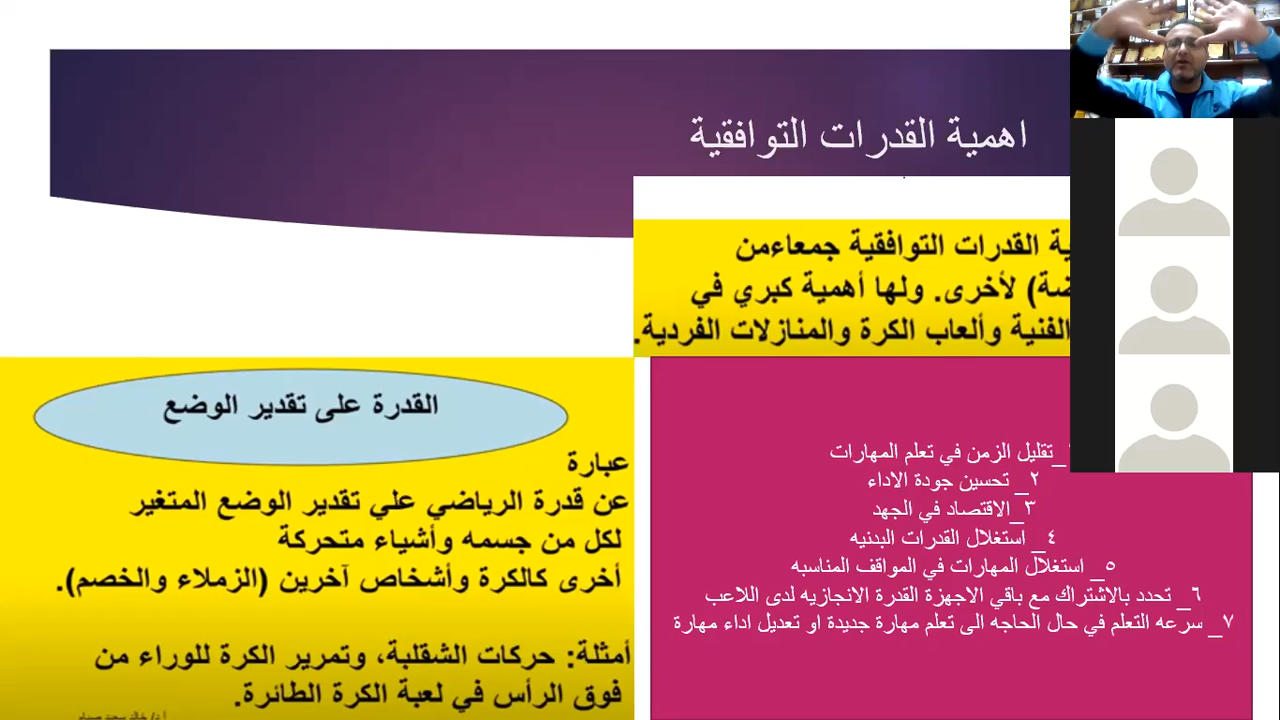 اهمية القدرات التوافقية
القدرات التوافقية جمعاءمن
لأخرى. ولها أهمية كبري في
الفنية وألعاب الكرة والمنازلات الفردية.
_تقليل الزمن في تعلم المهارات
٢_ تحسين جودة الاداء
٣_الاقتصاد في الجهد
٤_ استغلال القدرات البدنيه
٥_ استغلال المهارات في المواقف المناسبه
٦_ تحدد بالاشتراك مع باقي الاجهزة القدرة الانجازيه لدى اللاعب
٧_ سرعه التعلم في حال الحاجه الى تعلم مهارة جديدة او تعديل اداء مهارة
القدرة على تقدير الوضع
عبارة
عن قدرة الرياضي علي تقدير الوضع المتغير
لكل من جسمه وأشياء متحركة
أخرى كالكرة وأشخاص آخرين (الزملاء والخصم).
أمثلة: حركات الشقلبة، وتمرير الكرة للوراء من
فوق الرأس في لعبة الكرة الطائرة.